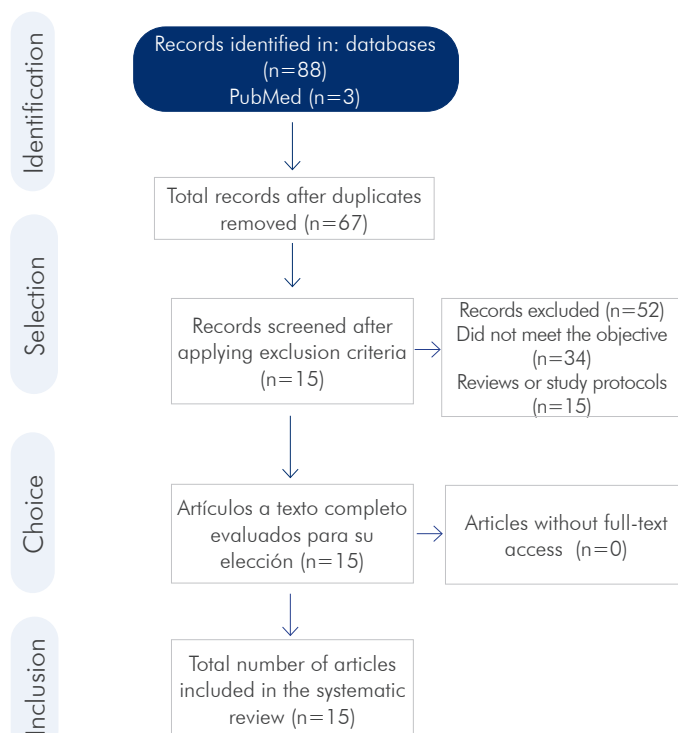 Identification
Records identified in: databases
(n=88)
PubMed (n=3)
Total records after duplicates
removed (n=67)
Selection
Records screened after
applying exclusion criteria
(n=15)
Records excluded (n=52)
Did not meet the objective
(n=34)
Reviews or study protocols
(n=15)
Choice
Artículos a texto completo
evaluados para su
elección (n=15)
Articles without full-text
access (n=0)
Inclusion
Total number of articles
included in the systematic
review (n=15)